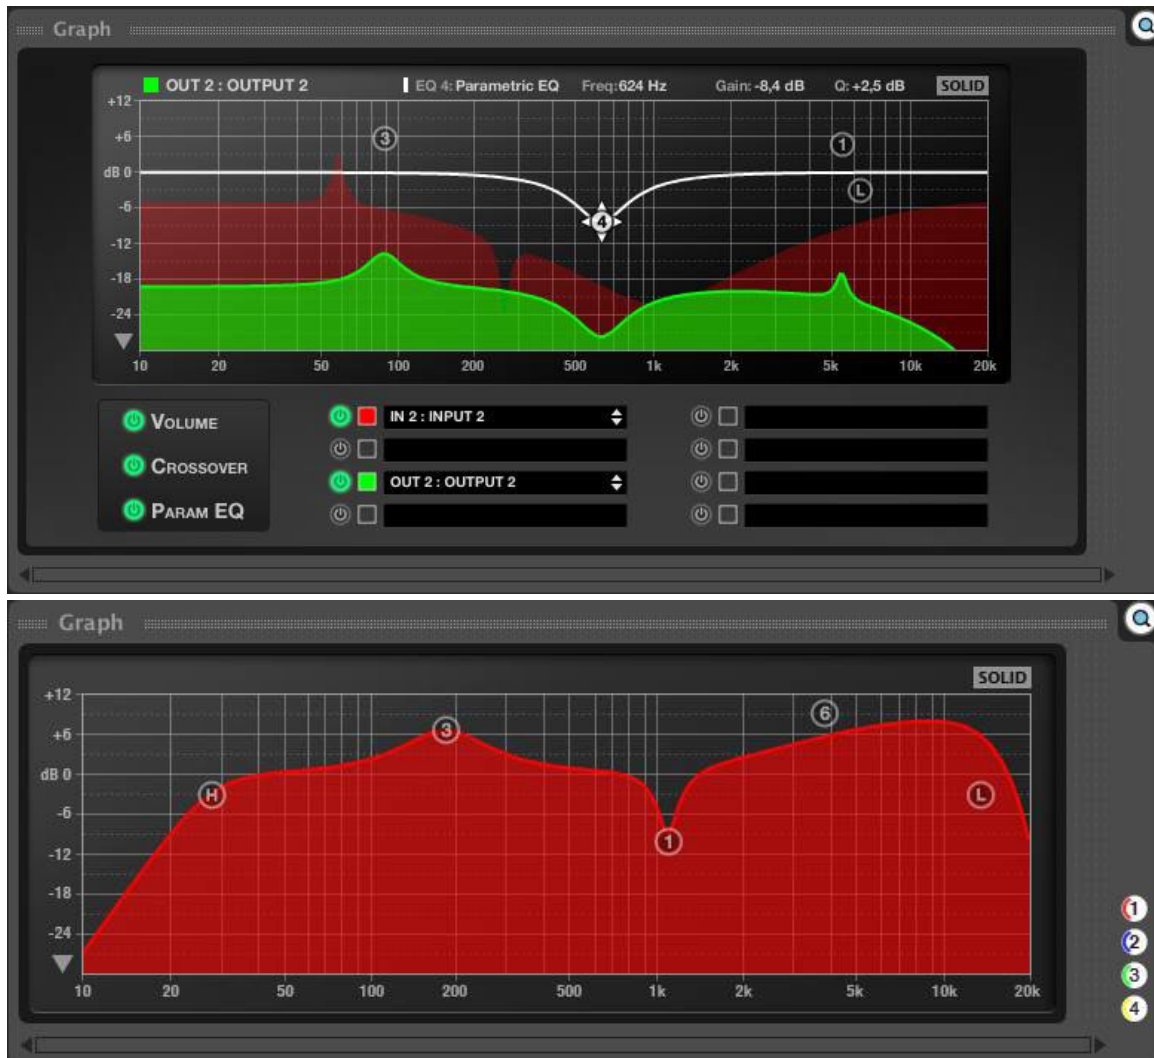 Graph
OUT 2 : OUTPUT 2 EQ 4: Parametric EQ Freq:624 Hz Gain: -8,4 dB Q: +2,5 dB SOLID
+12
+6
dB 0
-6
-12
-18
-24
3
1
L
4
10 20 50 100 200 500 1k 2k 5k 10k 20k
VOLUME
CROSSOVER
PARAM EQ
IN 2 : INPUT 2
OUT 2 : OUTPUT 2
Graph
SOLID
+12
+6
dB 0
-6
-12
-18
-24
6
3
H
L
1
10 20 50 100 200 500 1k 2k 5k 10k 20k
1
2
3
4